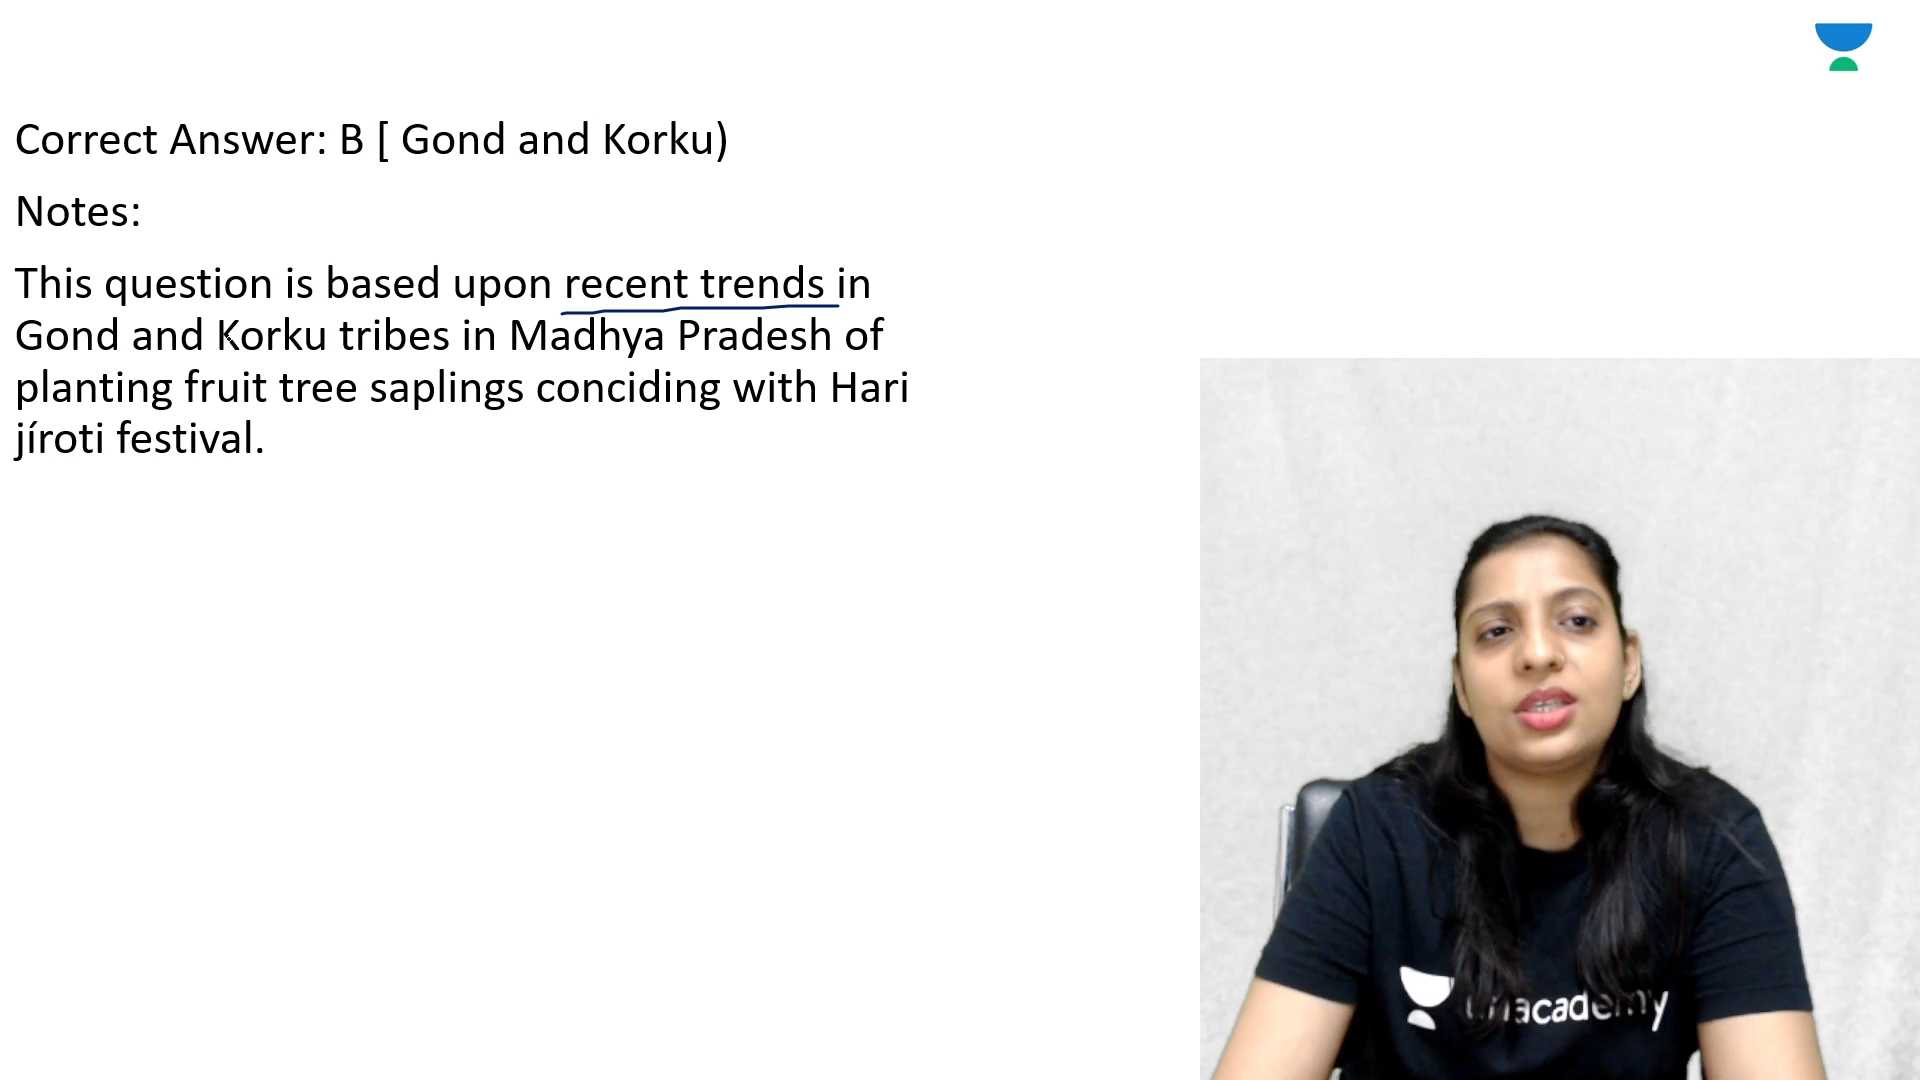 Correct Answer: B [ Gond and Korku)
Notes:
This question is based upon recent trends in
Gond and Korku tribes in Madhya Pradesh of
planting fruit tree saplings conciding with Hari
jíroti festival.
unacademy